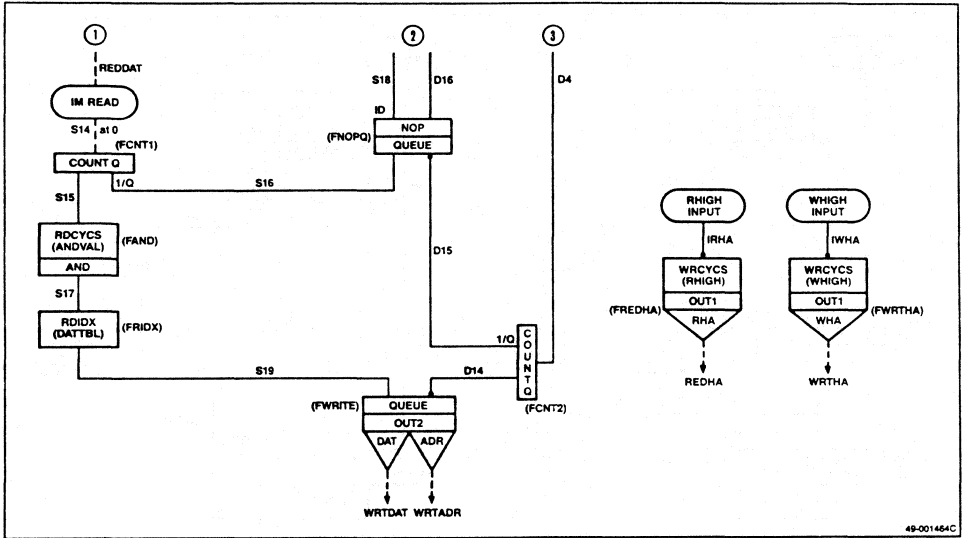 1
2
3
REDDAT
S18
D16
D4
IM READ
ID
S14 at 0
(FCNT1)
NOP
(FNOPQ)
QUEUE
COUNT Q
1/Q
S16
S15
RHIGH
INPUT
WHIGH
INPUT
RDCYCS
(ANDVAL)
(FAND)
AND
D15
IRHA
IWHA
WRCYCS
(RHIGH)
WRCYCS
(WHIGH)
S17
OUT1
OUT1
(FREDHA)
RHA
WHA
(FWRTHA)
RDIDX
(DATTBL)
(FRIDX)
1/Q
COUNTQ
S19
D14
REDHA
WRTHA
(FWRITE)
QUEUE
(FCNT2)
OUT2
DAT
ADR
WRTDAT WRTADR
49-001464C